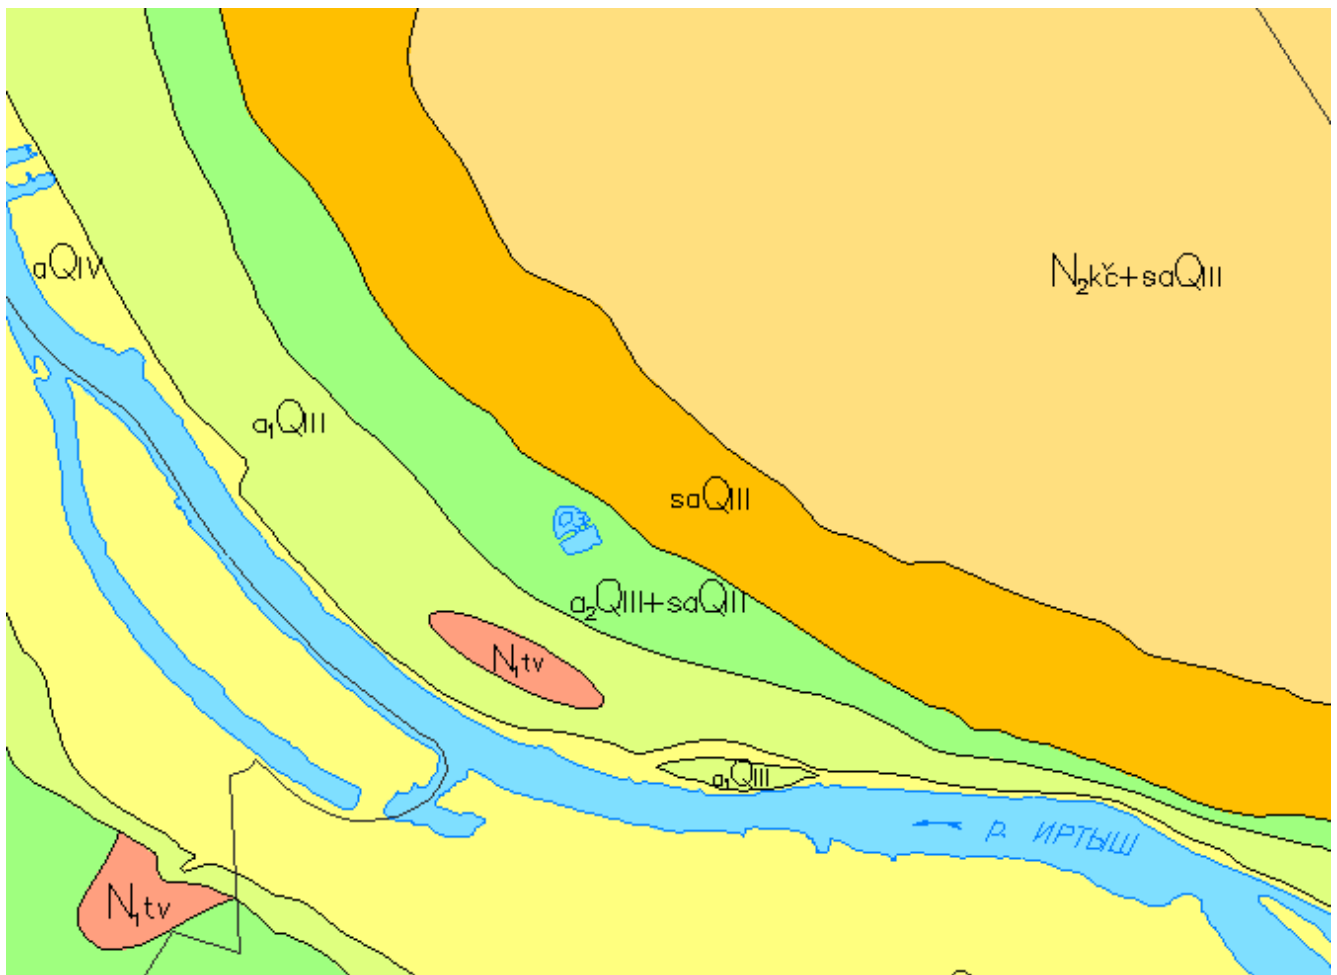 aQIV
N₂kč+saQIII
a₁QIII
saQIII
a₂QIII+saQIII
N₁tv
a₁QIII
р. ИРТЫШ
N₁tv